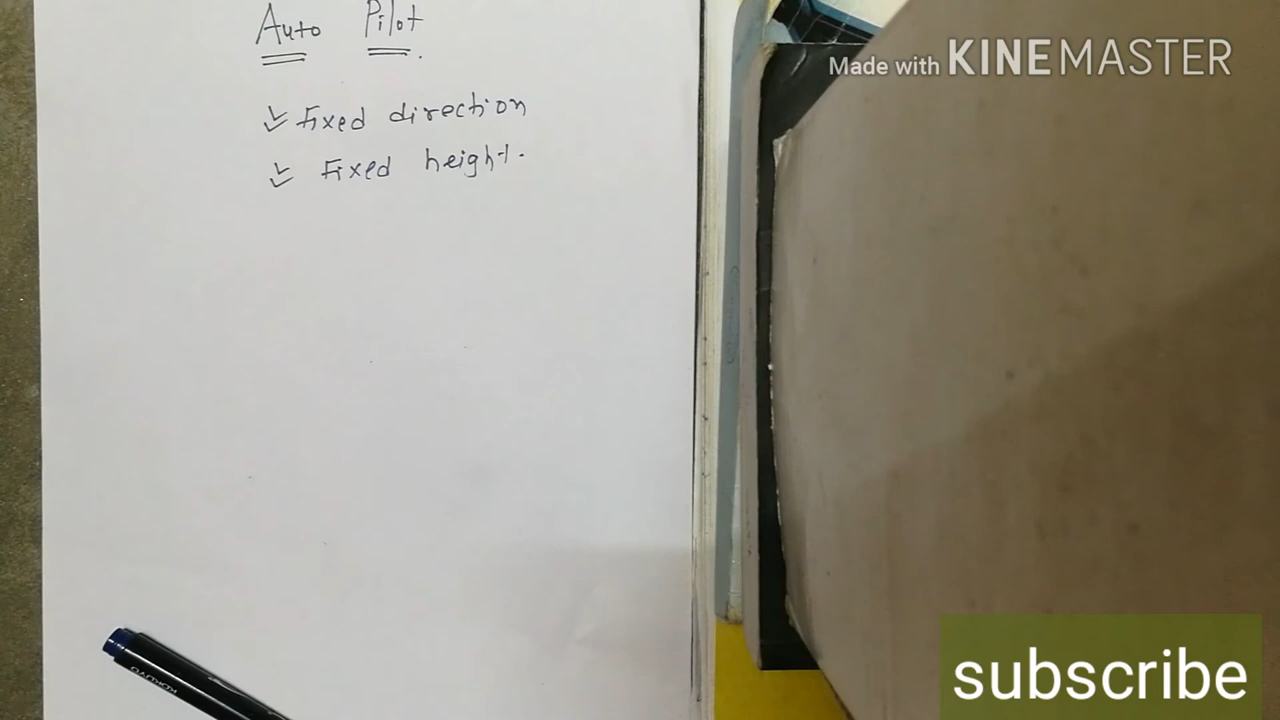 Auto Pilot.
Fixed direction
Fixed height.
Made with KINEMASTER
subscribe